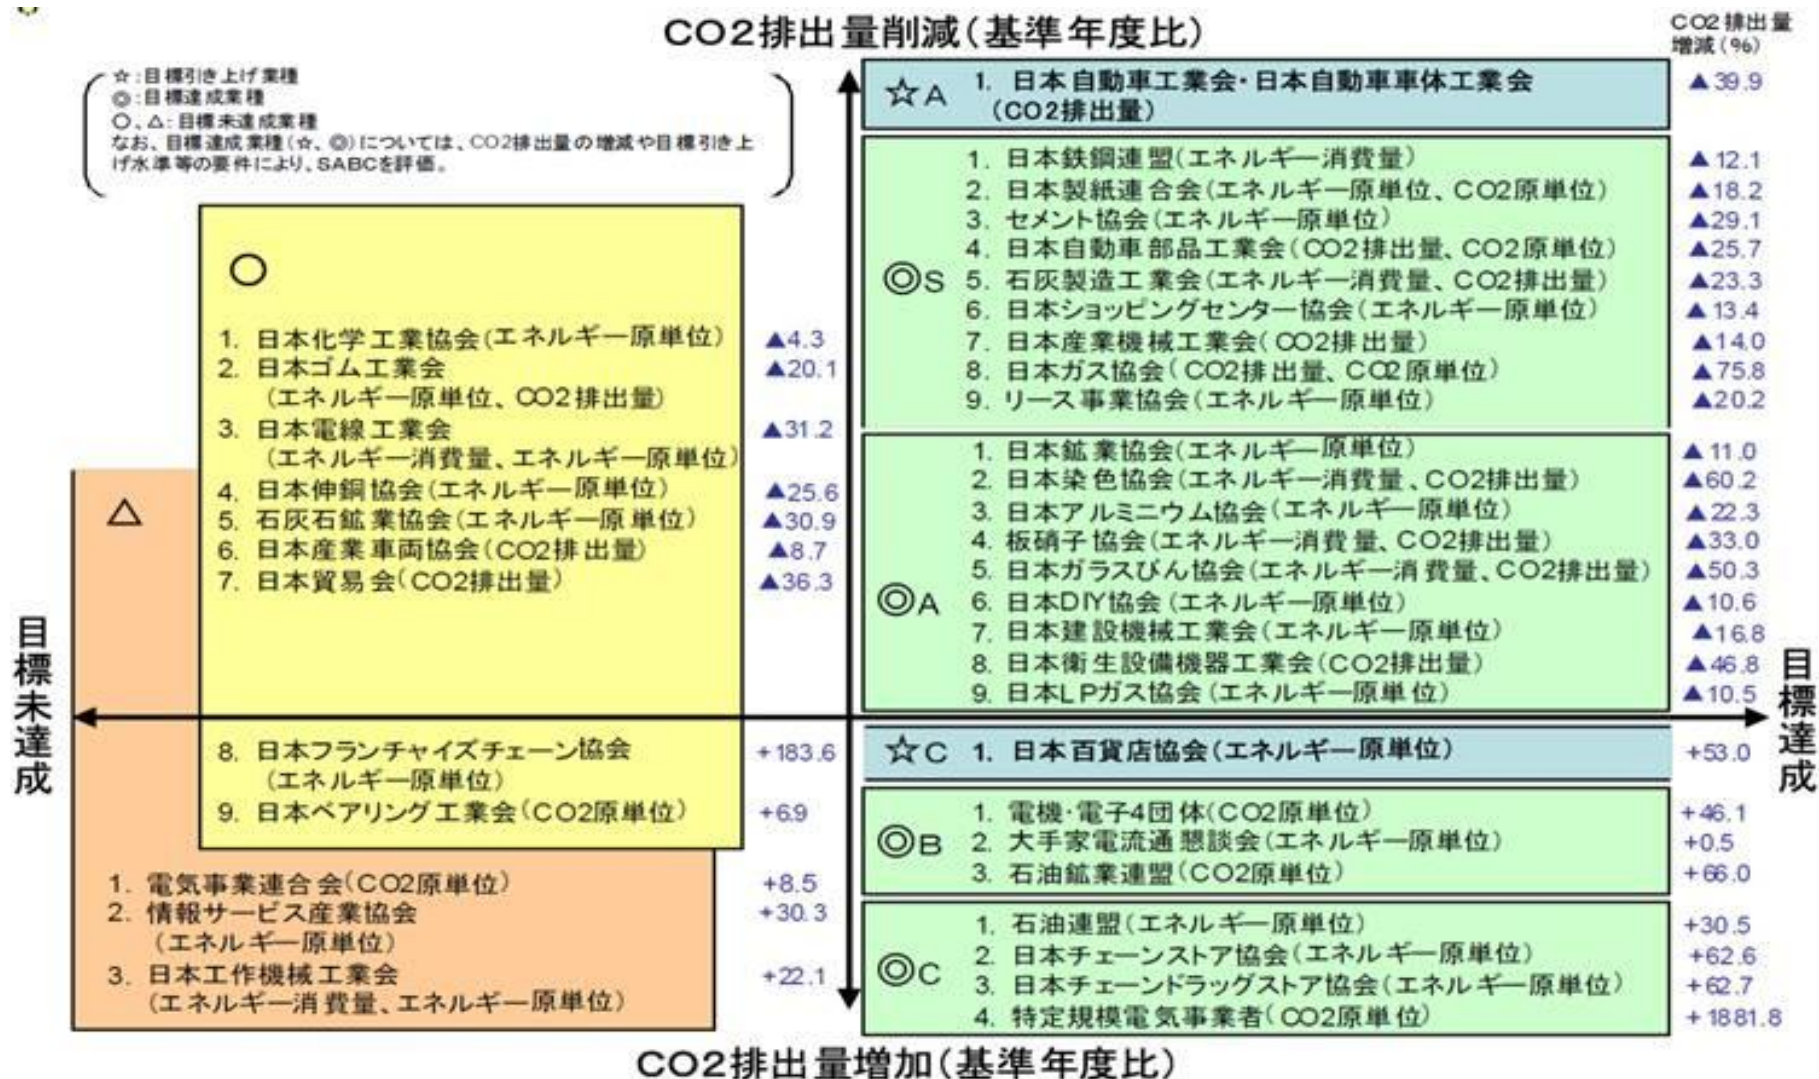 CO2排出量削減(基準年度比)
CO2排出量
増減(%)
☆:目標引き上げ業種
◎:目標達成業種
○、△:目標未達成業種
なお、目標達成業種(☆、◎)については、CO2排出量の増減や目標引き上
げ水準等の要件により、SABCを評価。
☆A
1. 日本自動車工業会・日本自動車車体工業会 ▲39.9
(CO2排出量)
◎S
1. 日本鉄鋼連盟(エネルギー消費量) ▲12.1
2. 日本製紙連合会(エネルギー原単位、CO2原単位) ▲18.2
3. セメント協会(エネルギー原単位) ▲29.1
4. 日本自動車部品工業会(CO2排出量、CO2原単位) ▲25.7
5. 石灰製造工業会(エネルギー消費量、CO2排出量) ▲23.3
6. 日本ショッピングセンター協会(エネルギー原単位) ▲13.4
7. 日本産業機械工業会(CO2排出量) ▲14.0
8. 日本ガス協会(CO2排出量、CO2原単位) ▲75.8
9. リース事業協会(エネルギー原単位) ▲20.2
◎A
1. 日本鉱業協会(エネルギー原単位) ▲11.0
2. 日本染色協会(エネルギー消費量、CO2排出量) ▲60.2
3. 日本アルミニウム協会(エネルギー原単位) ▲22.3
4. 板硝子協会(エネルギー消費量、CO2排出量) ▲33.0
5. 日本ガラスびん協会(エネルギー消費量、CO2排出量) ▲50.3
6. 日本DIY協会(エネルギー原単位) ▲10.6
7. 日本建設機械工業会(エネルギー原単位) ▲16.8
8. 日本衛生設備機器工業会(CO2排出量) ▲46.8
9. 日本LPガス協会(エネルギー原単位) ▲10.5
○
1. 日本化学工業協会(エネルギー原単位) ▲4.3
2. 日本ゴム工業会 ▲20.1
(エネルギー原単位、CO2排出量)
3. 日本電線工業会 ▲31.2
(エネルギー消費量、エネルギー原単位)
4. 日本伸銅協会(エネルギー原単位) ▲25.6
5. 石灰石鉱業協会(エネルギー原単位) ▲30.9
6. 日本産業車両協会(CO2排出量) ▲8.7
7. 日本貿易会(CO2排出量) ▲36.3
8. 日本フランチャイズチェーン協会 +183.6
(エネルギー原単位)
9. 日本ベアリング工業会(CO2原単位) +6.9
△
1. 電気事業連合会(CO2原単位) +8.5
2. 情報サービス産業協会 +30.3
(エネルギー原単位)
3. 日本工作機械工業会 +22.1
(エネルギー消費量、エネルギー原単位)
目標未達成
目標達成
☆C
1. 日本百貨店協会(エネルギー原単位) +53.0
◎B
1. 電機・電子4団体(CO2原単位) +46.1
2. 大手家電流通懇談会(エネルギー原単位) +0.5
3. 石油鉱業連盟(CO2原単位) +66.0
◎C
1. 石油連盟(エネルギー原単位) +30.5
2. 日本チェーンストア協会(エネルギー原単位) +62.6
3. 日本チェーンドラッグストア協会(エネルギー原単位) +62.7
4. 特定規模電気事業者(CO2原単位) +1881.8
CO2排出量増加(基準年度比)